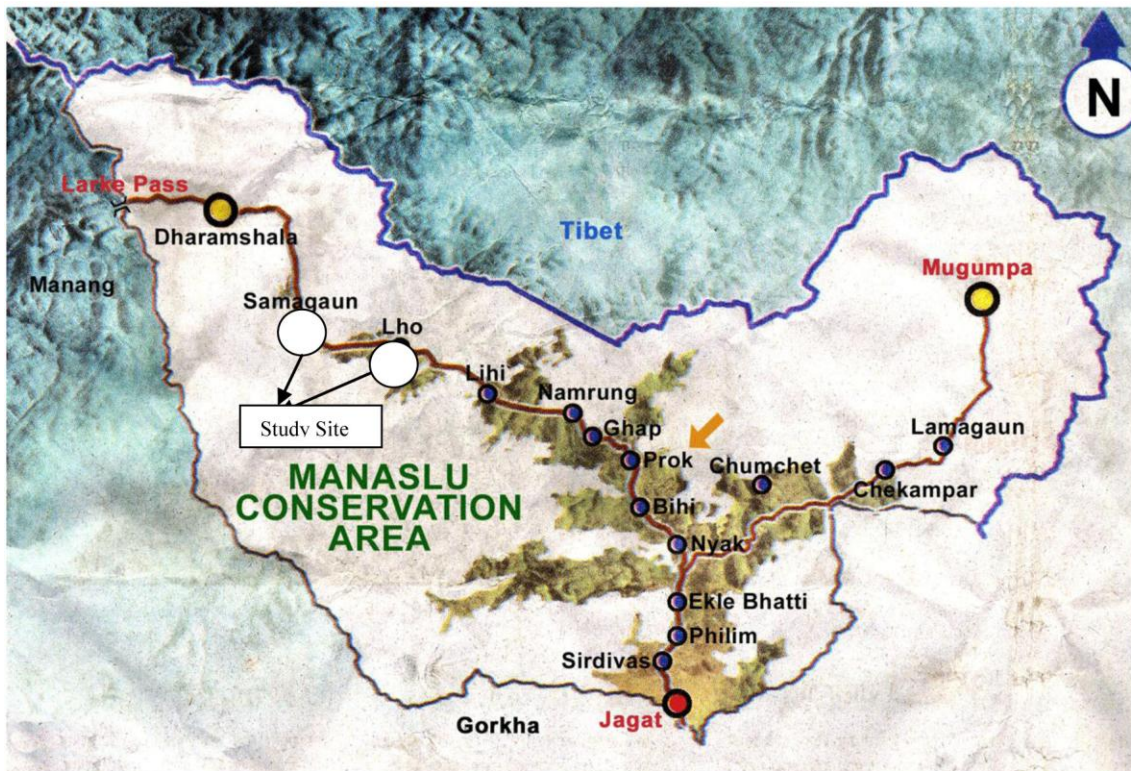 N
Larke Pass
Tibet
Dharamshala
Mugumpa
Manang
Samagaun
Lho
Lihi
Namrung
Study Site
Ghap
Lamagaun
Prok
Chumchet
MANASLU
CONSERVATION
AREA
Chekampar
Bihi
Nyak
Ekle Bhatti
Philim
Sirdivas
Jagat
Gorkha